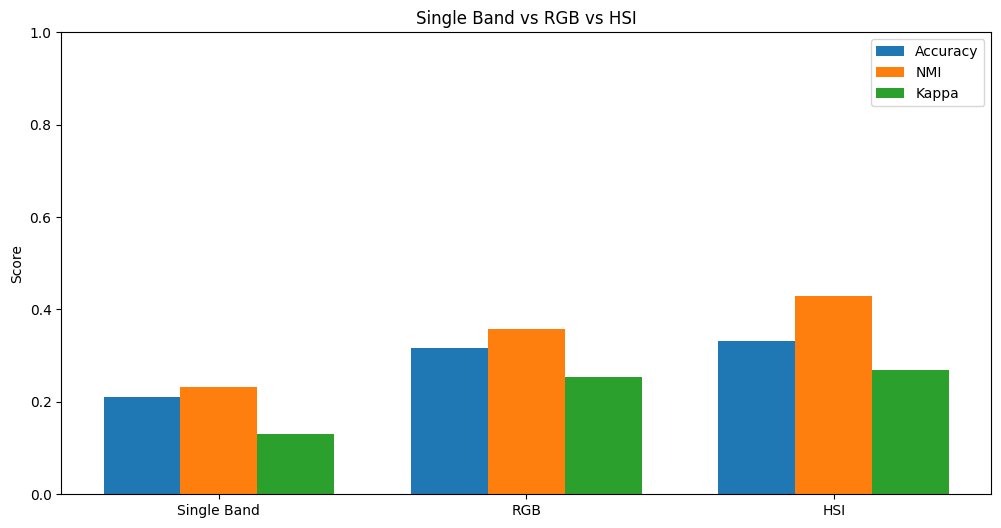 Single Band vs RGB vs HSI
1.0
0.8
0.6
0.4
0.2
0.0
Score
Accuracy
NMI
Kappa
Single Band
RGB
HSI